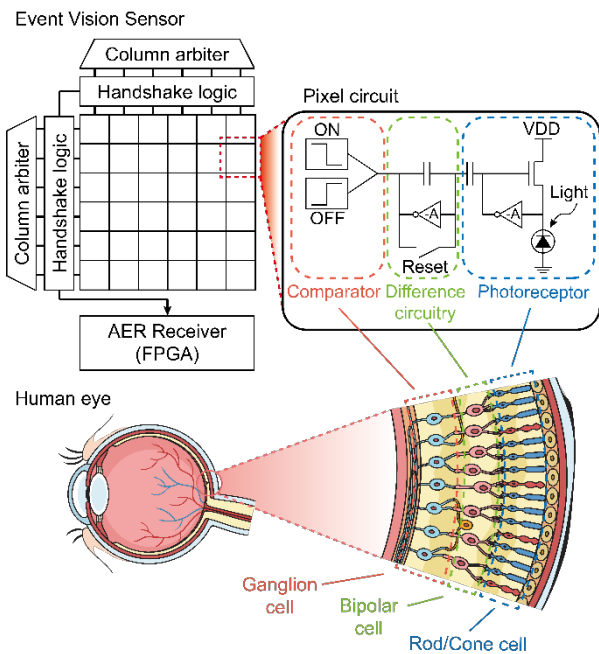 Event Vision Sensor
Column arbiter
Handshake logic
Column arbiter
Handshake logic
AER Receiver
(FPGA)
Pixel circuit
ON
OFF
-A
Reset
-A
VDD
Light
Comparator
Difference
circuitry
Photoreceptor
Human eye
Ganglion
cell
Bipolar
cell
Rod/Cone cell